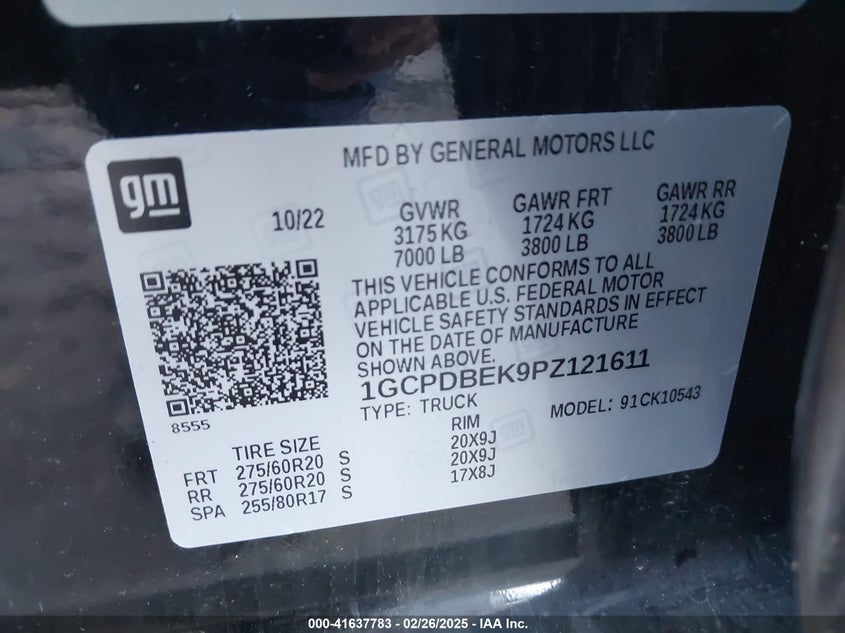 MFD BY GENERAL MOTORS LLC
gm
10/22
GVWR
3175 KG
7000 LB
GAWR FRT
1724 KG
3800 LB
GAWR RR
1724 KG
3800 LB
THIS VEHICLE CONFORMS TO ALL
APPLICABLE U.S. FEDERAL MOTOR
VEHICLE SAFETY STANDARDS IN EFFECT
ON THE DATE OF MANUFACTURE
SHOWN ABOVE.
1GCPDBEK9PZ121611
TYPE: TRUCK
MODEL: 91CK10543
8555
TIRE SIZE
RIM
FRT 275/60R20 S 20X9J
RR 275/60R20 S 20X9J
SPA 255/80R17 S 17X8J
000-41637783 / 02/26/2025 / IAA Inc.